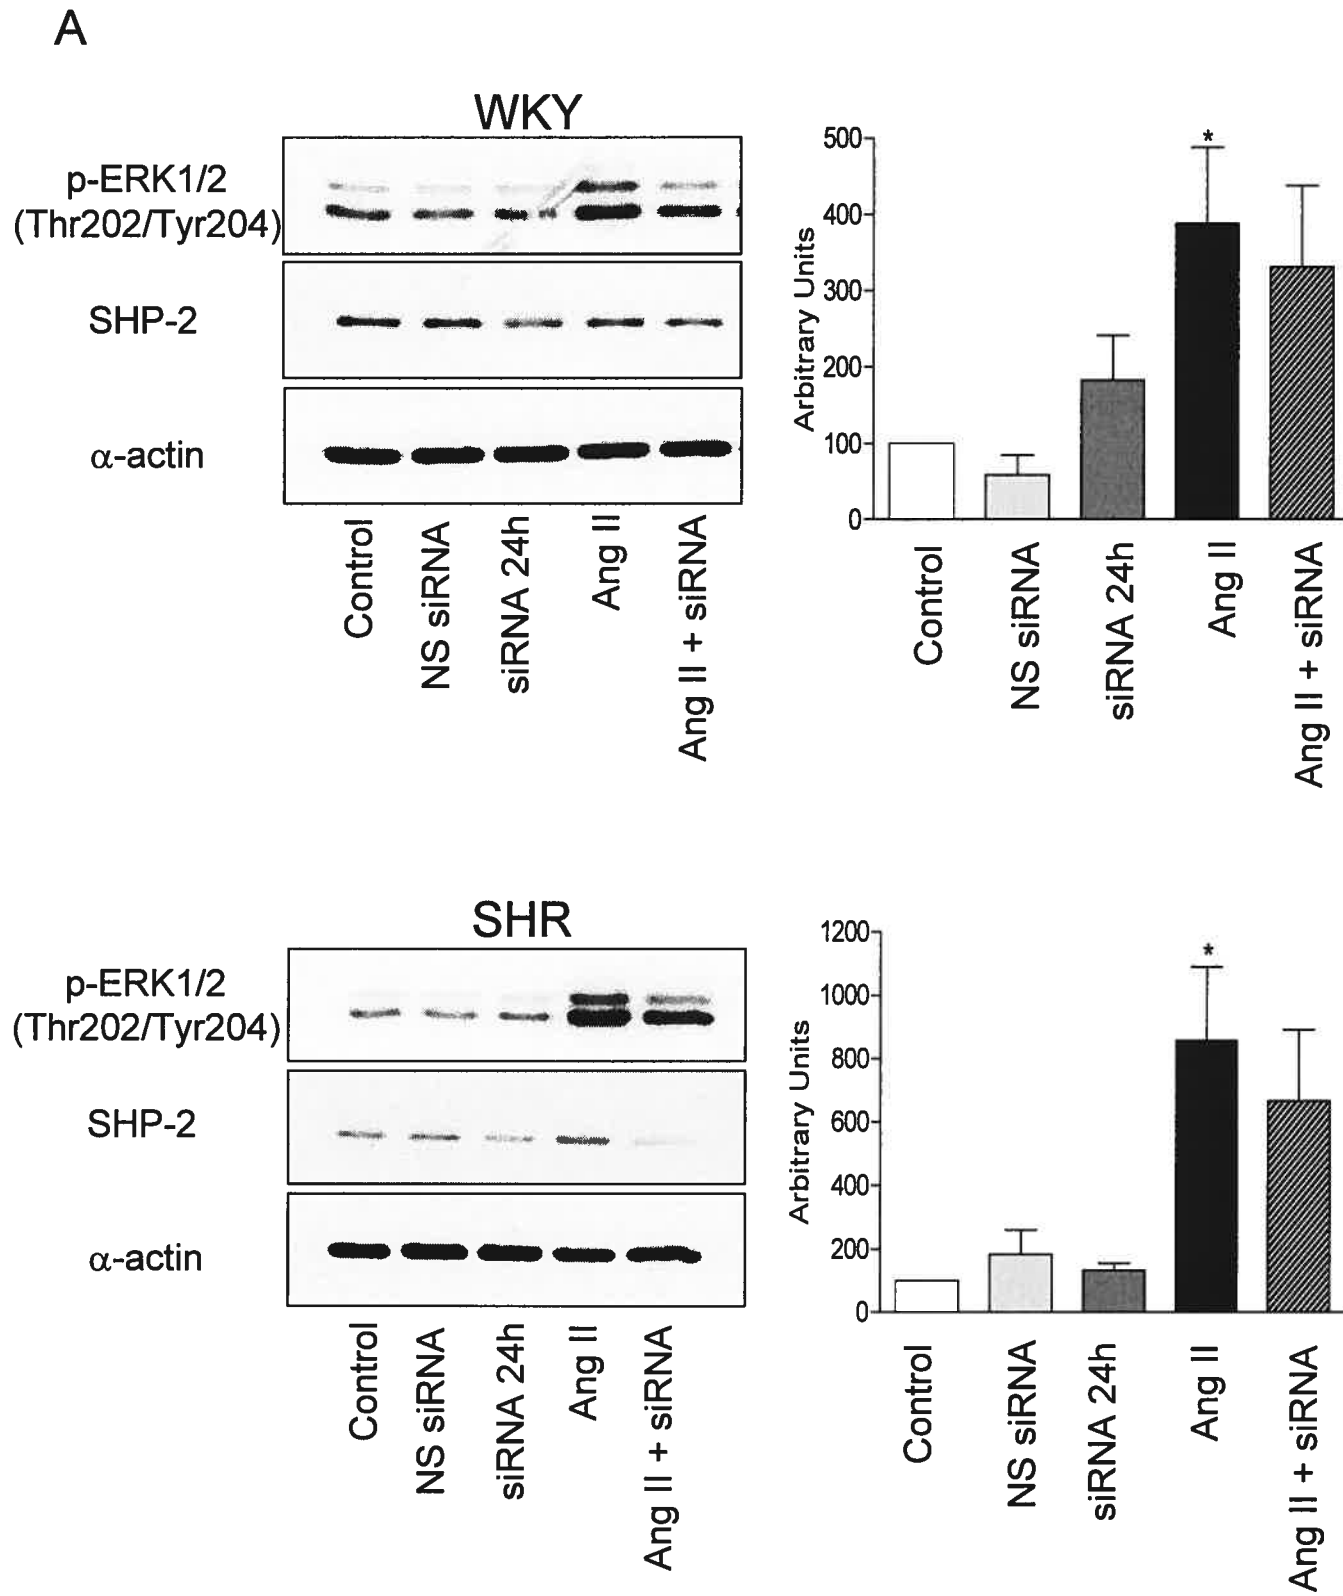 A
WKY
p-ERK1/2
(Thr202/Tyr204)
SHP-2
α-actin
Control
NS siRNA
siRNA 24h
Ang II
Ang II + siRNA
500
400
300
200
100
0
Arbitrary Units
*
Control
NS siRNA
siRNA 24h
Ang II
Ang II + siRNA
SHR
p-ERK1/2
(Thr202/Tyr204)
SHP-2
α-actin
Control
NS siRNA
siRNA 24h
Ang II
Ang II + siRNA
1200
1000
800
600
400
200
0
Arbitrary Units
*
Control
NS siRNA
siRNA 24h
Ang II
Ang II + siRNA